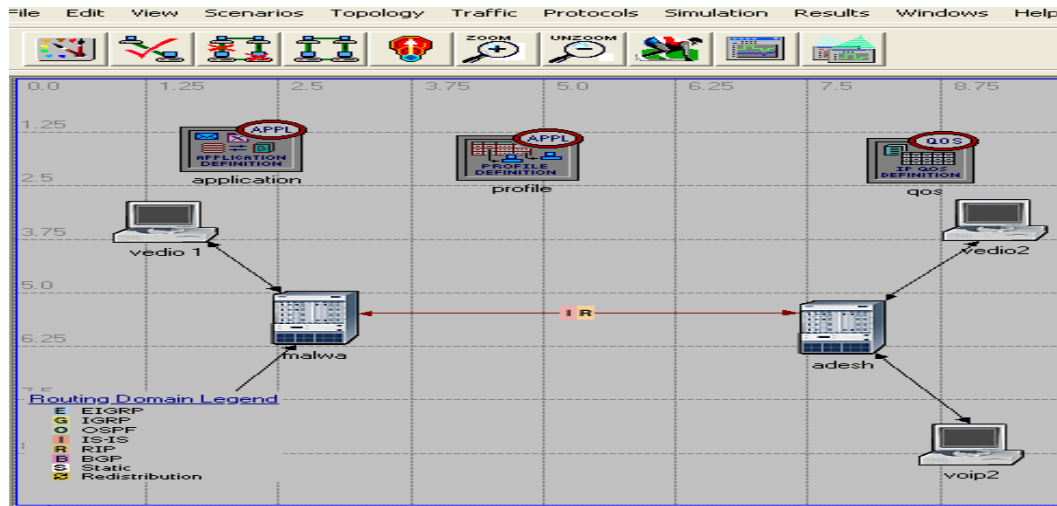 File Edit View Scenarios Topology Traffic Protocols Simulation Results Windows Help
ZOOM
UNZOOM
0.0 1.25 2.5 3.75 5.0 6.25 7.5 8.75
1.25
2.5
3.75
5.0
6.25
7.5
APPL
APPLICATION
DEFINITION
application
APPL
PROFILE
DEFINITION
profile
QOS
IF QOS
DEFINITION
qos
vedio 1
vedio2
malwa
I R
adesh
voip2
Routing Domain Legend
E EIGRP
G IGRP
O OSPF
I IS-IS
R RIP
B BGP
S Static
Redistribution